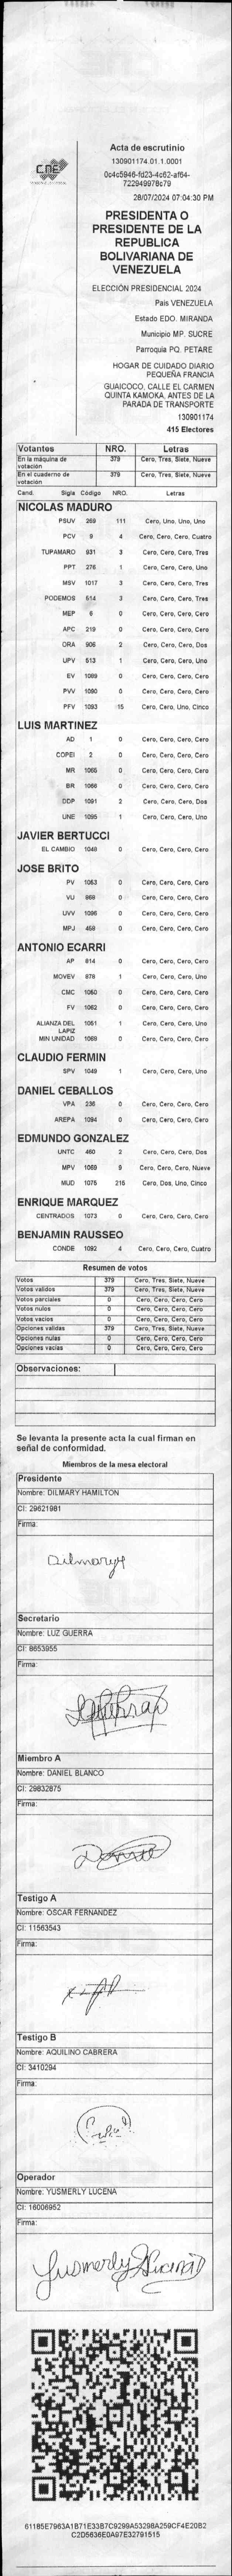 CNE
Acta de escrutinio
130901174.01.1.0001
0c4c5946-fd23-4c62-af64-
722949978c79
28/07/2024 07:04:30 PM
PRESIDENTA O
PRESIDENTE DE LA
REPUBLICA
BOLIVARIANA DE
VENEZUELA
ELECCIÓN PRESIDENCIAL 2024
País VENEZUELA
Estado EDO. MIRANDA
Municipio MP. SUCRE
Parroquia PQ. PETARE
HOGAR DE CUIDADO DIARIO
PEQUEÑA FRANCIA
GUAICOCO. CALLE EL CARMEN
QUINTA KAMOKA. ANTES DE LA
PARADA DE TRANSPORTE
130901174
415 Electores
Votantes NRO. Letras
En la máquina de votación 379 Cero, Tres, Siete, Nueve
En el cuaderno de votación 379 Cero, Tres, Siete, Nueve
Cand. Sigla Código NRO. Letras
NICOLAS MADURO
PSUV 269 111 Cero, Uno, Uno, Uno
PCV 9 4 Cero, Cero, Cero, Cuatro
TUPAMARO 931 3 Cero, Cero, Cero, Tres
PPT 276 1 Cero, Cero, Cero, Uno
MSV 1017 3 Cero, Cero, Cero, Tres
PODEMOS 514 3 Cero, Cero, Cero, Tres
MEP 6 0 Cero, Cero, Cero, Cero
APC 219 0 Cero, Cero, Cero, Cero
ORA 906 2 Cero, Cero, Cero, Dos
UPV 513 1 Cero, Cero, Cero, Uno
EV 1089 0 Cero, Cero, Cero, Cero
PVV 1090 0 Cero, Cero, Cero, Cero
PFV 1093 15 Cero, Cero, Uno, Cinco
LUIS MARTINEZ
AD 1 0 Cero, Cero, Cero, Cero
COPEI 2 0 Cero, Cero, Cero, Cero
MR 1065 0 Cero, Cero, Cero, Cero
BR 1068 0 Cero, Cero, Cero, Cero
DDP 1091 2 Cero, Cero, Cero, Dos
UNE 1095 1 Cero, Cero, Cero, Uno
JAVIER BERTUCCI
EL CAMBIO 1048 0 Cero, Cero, Cero, Cero
JOSE BRITO
PV 1053 0 Cero, Cero, Cero, Cero
VU 968 0 Cero, Cero, Cero, Cero
UVV 1096 0 Cero, Cero, Cero, Cero
MPJ 458 0 Cero, Cero, Cero, Cero
ANTONIO ECARRI
AP 914 0 Cero, Cero, Cero, Cero
MOVEV 979 1 Cero, Cero, Cero, Uno
CMC 1050 0 Cero, Cero, Cero, Cero
FV 1062 0 Cero, Cero, Cero, Cero
ALIANZA DEL LAPIZ 1051 1 Cero, Cero, Cero, Uno
MIN UNIDAD 1069 0 Cero, Cero, Cero, Cero
CLAUDIO FERMIN
SPV 1049 1 Cero, Cero, Cero, Uno
DANIEL CEBALLOS
VPA 236 0 Cero, Cero, Cero, Cero
AREPA 1094 0 Cero, Cero, Cero, Cero
EDMUNDO GONZALEZ
UNTC 460 2 Cero, Cero, Cero, Dos
MPV 1069 9 Cero, Cero, Cero, Nueve
MUD 1075 215 Cero, Dos, Uno, Cinco
ENRIQUE MARQUEZ
CENTRADOS 1073 0 Cero, Cero, Cero, Cero
BENJAMIN RAUSSEO
CONDE 1092 4 Cero, Cero, Cero, Cuatro
Resumen de votos
Votos 379 Cero, Tres, Siete, Nueve
Votos validos 379 Cero, Tres, Siete, Nueve
Votos parciales 0 Cero, Cero, Cero, Cero
Votos nulos 0 Cero, Cero, Cero, Cero
Votos vacios 0 Cero, Cero, Cero, Cero
Opciones validas 379 Cero, Tres, Siete, Nueve
Opciones nulas 0 Cero, Cero, Cero, Cero
Opciones vacias 0 Cero, Cero, Cero, Cero
Observaciones:
Se levanta la presente acta la cual firman en
señal de conformidad.
Miembros de la mesa electoral
Presidente
Nombre: DILMARY HAMILTON
CI: 29621981
Firma:
Dilmary H
Secretario
Nombre: LUZ GUERRA
CI: 8653955
Firma:
Miembro A
Nombre: DANIEL BLANCO
CI: 29832875
Firma:
Testigo A
Nombre: OSCAR FERNANDEZ
CI: 11563543
Firma:
Testigo B
Nombre: AQUILINO CABRERA
CI: 3410294
Firma:
Operador
Nombre: YUSMERLY LUCENA
CI: 16006952
Firma:
Yusmerly Lucena
61185E7963A1B71E33B7C9299A53298A259CF4E20B2
C2D5636E0A97E32791515